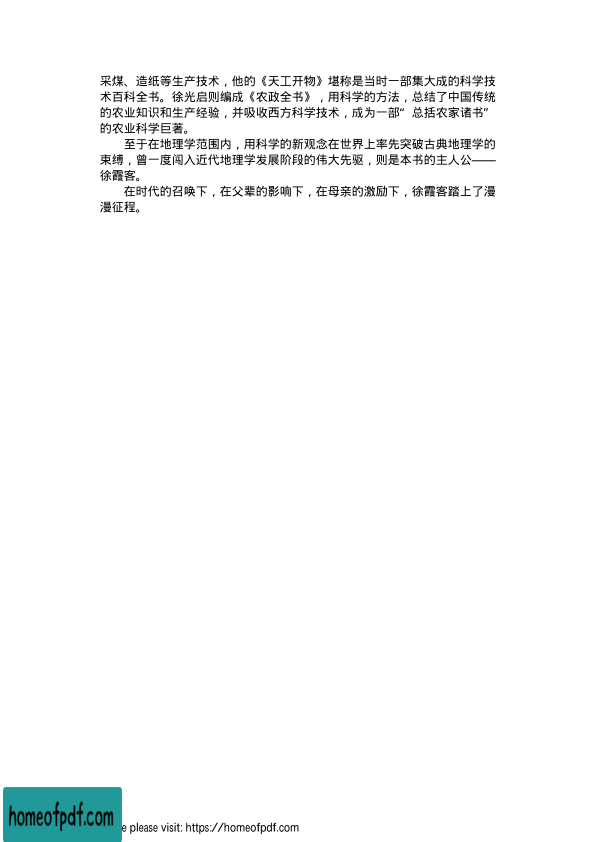 采煤、造纸等生产技术，他的《天工开物》堪称是当时一部集大成的科学技
术百科全书。徐光启则编成《农政全书》，用科学的方法，总结了中国传统
的农业知识和生产经验，并吸收西方科学技术，成为一部“总括农家诸书”
的农业科学巨著。
至于在地理学范围内，用科学的新观念在世界上率先突破古典地理学的
束缚，曾一度闯入近代地理学发展阶段的伟大先驱，则是本书的主人公——
徐霞客。
在时代的召唤下，在父辈的影响下，在母亲的激励下，徐霞客踏上了漫
漫征程。
homeofpdf.com
please visit: https://homeofpdf.com